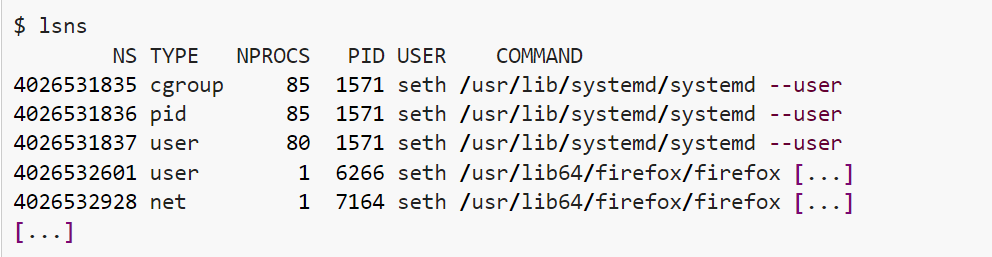 $ lsns
        NS TYPE   NPROCS   PID USER    COMMAND
4026531835 cgroup     85  1571 seth /usr/lib/systemd/systemd --user
4026531836 pid        85  1571 seth /usr/lib/systemd/systemd --user
4026531837 user       80  1571 seth /usr/lib/systemd/systemd --user
4026532601 user        1  6266 seth /usr/lib64/firefox/firefox [...]
4026532928 net         1  7164 seth /usr/lib64/firefox/firefox [...]
[...]